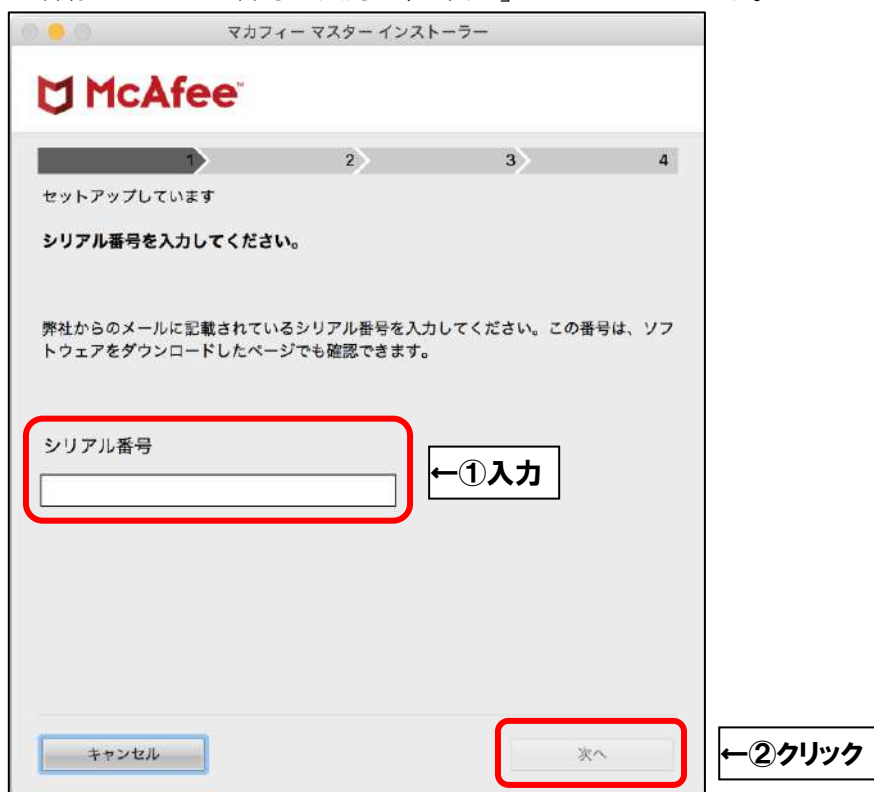 マカフィー マスター インストーラー
McAfee™
1 2 3 4
セットアップしています
シリアル番号を入力してください。
弊社からのメールに記載されているシリアル番号を入力してください。この番号は、ソフ
トウェアをダウンロードしたページでも確認できます。
シリアル番号
←①入力
キャンセル
次へ
←②クリック